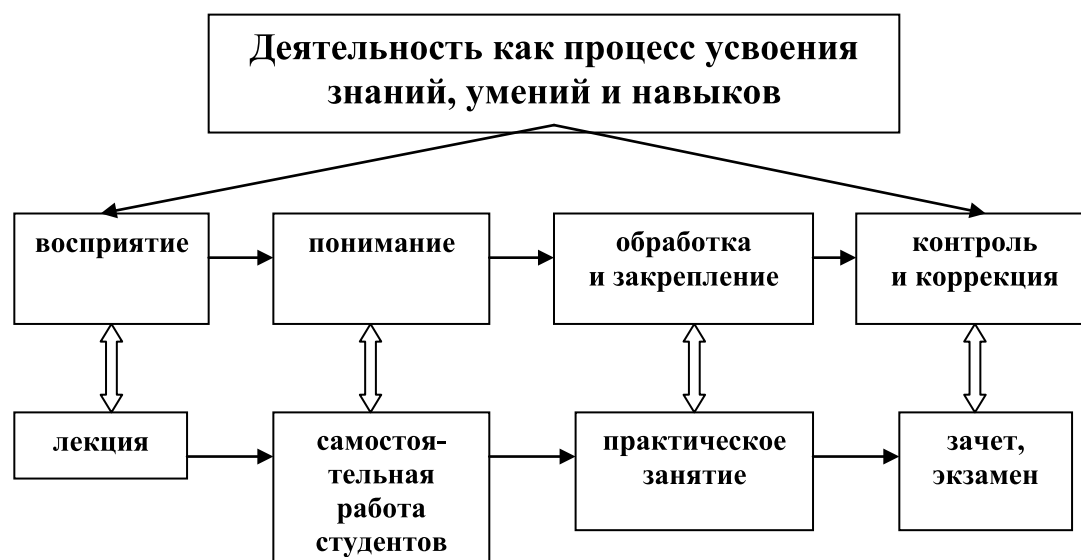 Деятельность как процесс усвоения
знаний, умений и навыков
восприятие
понимание
обработка
и закрепление
контроль
и коррекция
лекция
самостоя-
тельная
работа
студентов
практическое
занятие
зачет,
экзамен